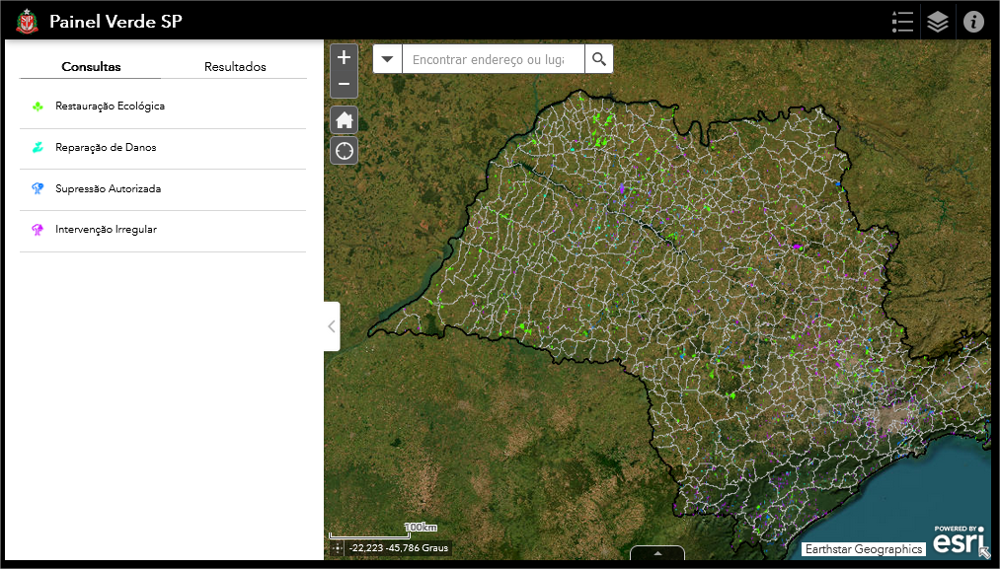 Painel Verde SP
Consultas
Resultados
Restauração Ecológica
Reparação de Danos
Supressão Autorizada
Intervenção Irregular
Encontrar endereço ou luga
100km
-22,223 -45,786 Graus
Earthstar Geographics
POWERED BY
esri